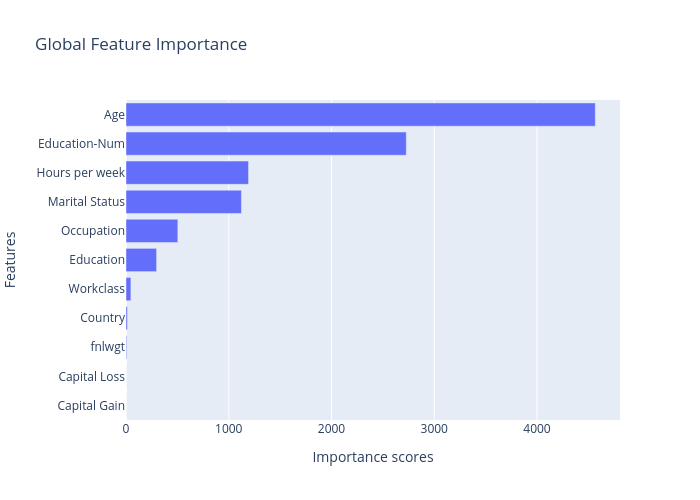 Global Feature Importance
Features
Age
Education-Num
Hours per week
Marital Status
Occupation
Education
Workclass
Country
fnlwgt
Capital Loss
Capital Gain
0 1000 2000 3000 4000
Importance scores